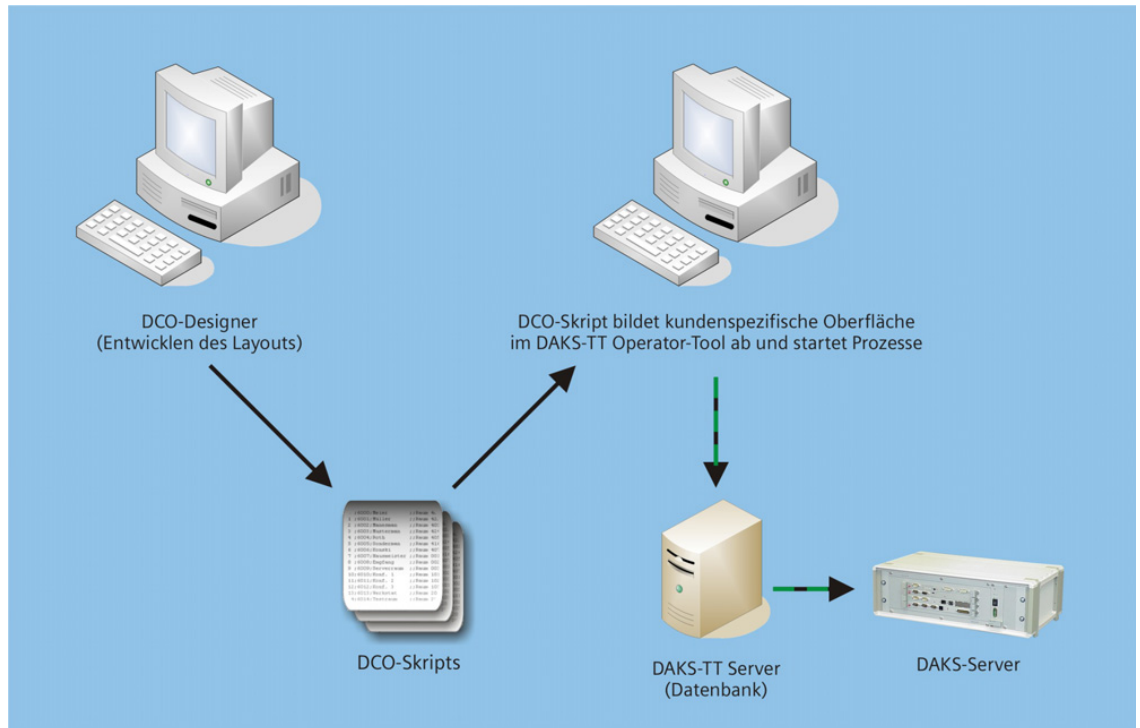 DCO-Designer
(Entwicklen des Layouts)
DCO-Skript bildet kundenspezifische Oberfläche
im DAKS-TT Operator-Tool ab und startet Prozesse
DCO-Skripts
DAKS-TT Server
(Datenbank)
DAKS-Server